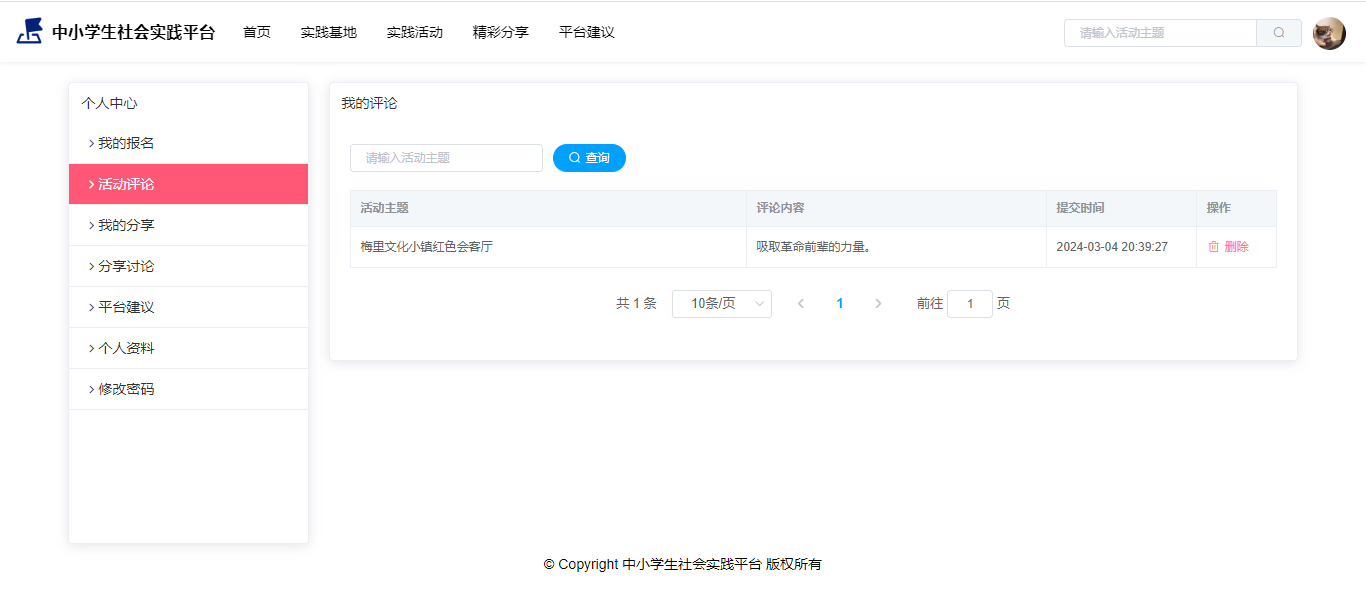 中小学生社会实践平台 首页 实践基地 实践活动 精彩分享 平台建议 请输入活动主题
个人中心
我的报名
活动评论
我的分享
分享讨论
平台建议
个人资料
修改密码
我的评论
请输入活动主题 查询
活动主题 评论内容 提交时间 操作
梅里文化小镇红色会客厅 吸取革命前辈的力量。 2024-03-04 20:39:27 删除
共 1 条 10条/页 1 前往 1 页
© Copyright 中小学生社会实践平台 版权所有